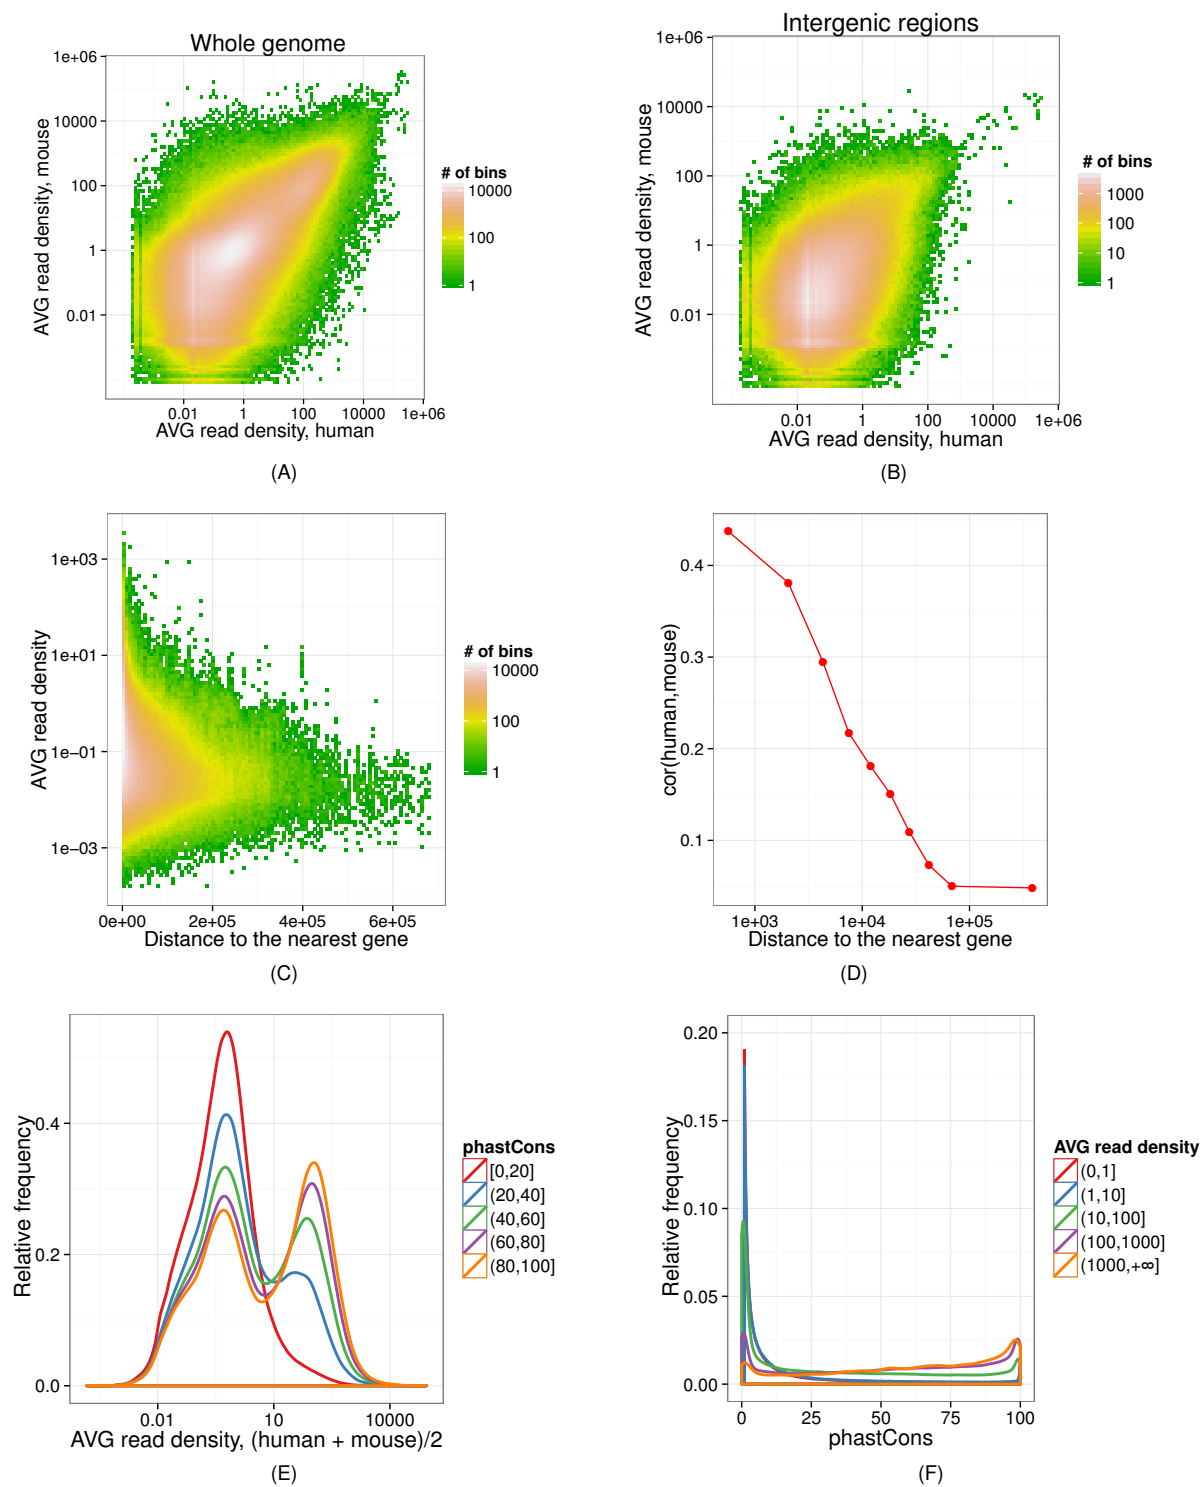 Whole genome
1e+06
10000
100
1
0.01
AVG read density, mouse
0.01 1 100 10000 1e+06
AVG read density, human
# of bins
10000
100
1
(A)
Intergenic regions
1e+06
10000
100
1
0.01
AVG read density, mouse
0.01 1 100 10000 1e+06
AVG read density, human
# of bins
1000
100
10
1
(B)
1e+03
1e+01
1e−01
1e−03
AVG read density
0e+00 2e+05 4e+05 6e+05
Distance to the nearest gene
# of bins
10000
100
1
(C)
0.4
0.3
0.2
0.1
cor(human,mouse)
1e+03 1e+04 1e+05
Distance to the nearest gene
(D)
0.4
0.2
0.0
Relative frequency
0.01 10 10000
AVG read density, (human + mouse)/2
phastCons
[0,20]
(20,40]
(40,60]
(60,80]
(80,100]
(E)
0.20
0.15
0.10
0.05
0.00
Relative frequency
0 25 50 75 100
phastCons
AVG read density
(0,1]
(1,10]
(10,100]
(100,1000]
(1000,+∞]
(F)